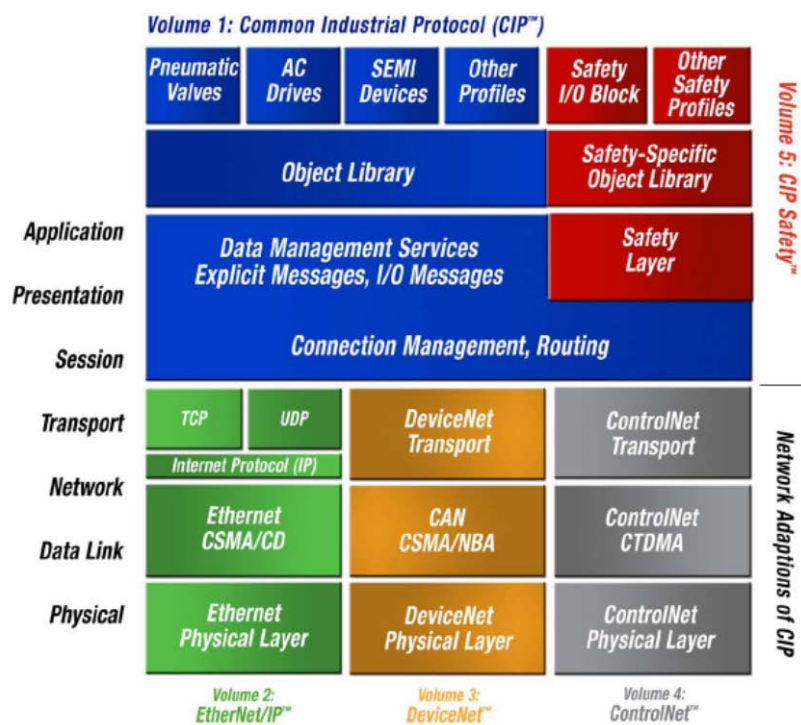 Volume 1: Common Industrial Protocol (CIP™)
Pneumatic
Valves
AC
Drives
SEMI
Devices
Other
Profiles
Safety
I/O Block
Other
Safety
Profiles
Object Library
Safety-Specific
Object Library
Volume 5: CIP Safety™
Application
Presentation
Session
Data Management Services
Explicit Messages, I/O Messages
Safety
Layer
Connection Management, Routing
Transport
Network
Data Link
Physical
TCP
UDP
Internet Protocol (IP)
DeviceNet
Transport
ControlNet
Transport
Ethernet
CSMA/CD
CAN
CSMA/NBA
ControlNet
CTDMA
Ethernet
Physical Layer
DeviceNet
Physical Layer
ControlNet
Physical Layer
Network Adaptions of CIP
Volume 2:
EtherNet/IP™
Volume 3:
DeviceNet™
Volume 4:
ControlNet™